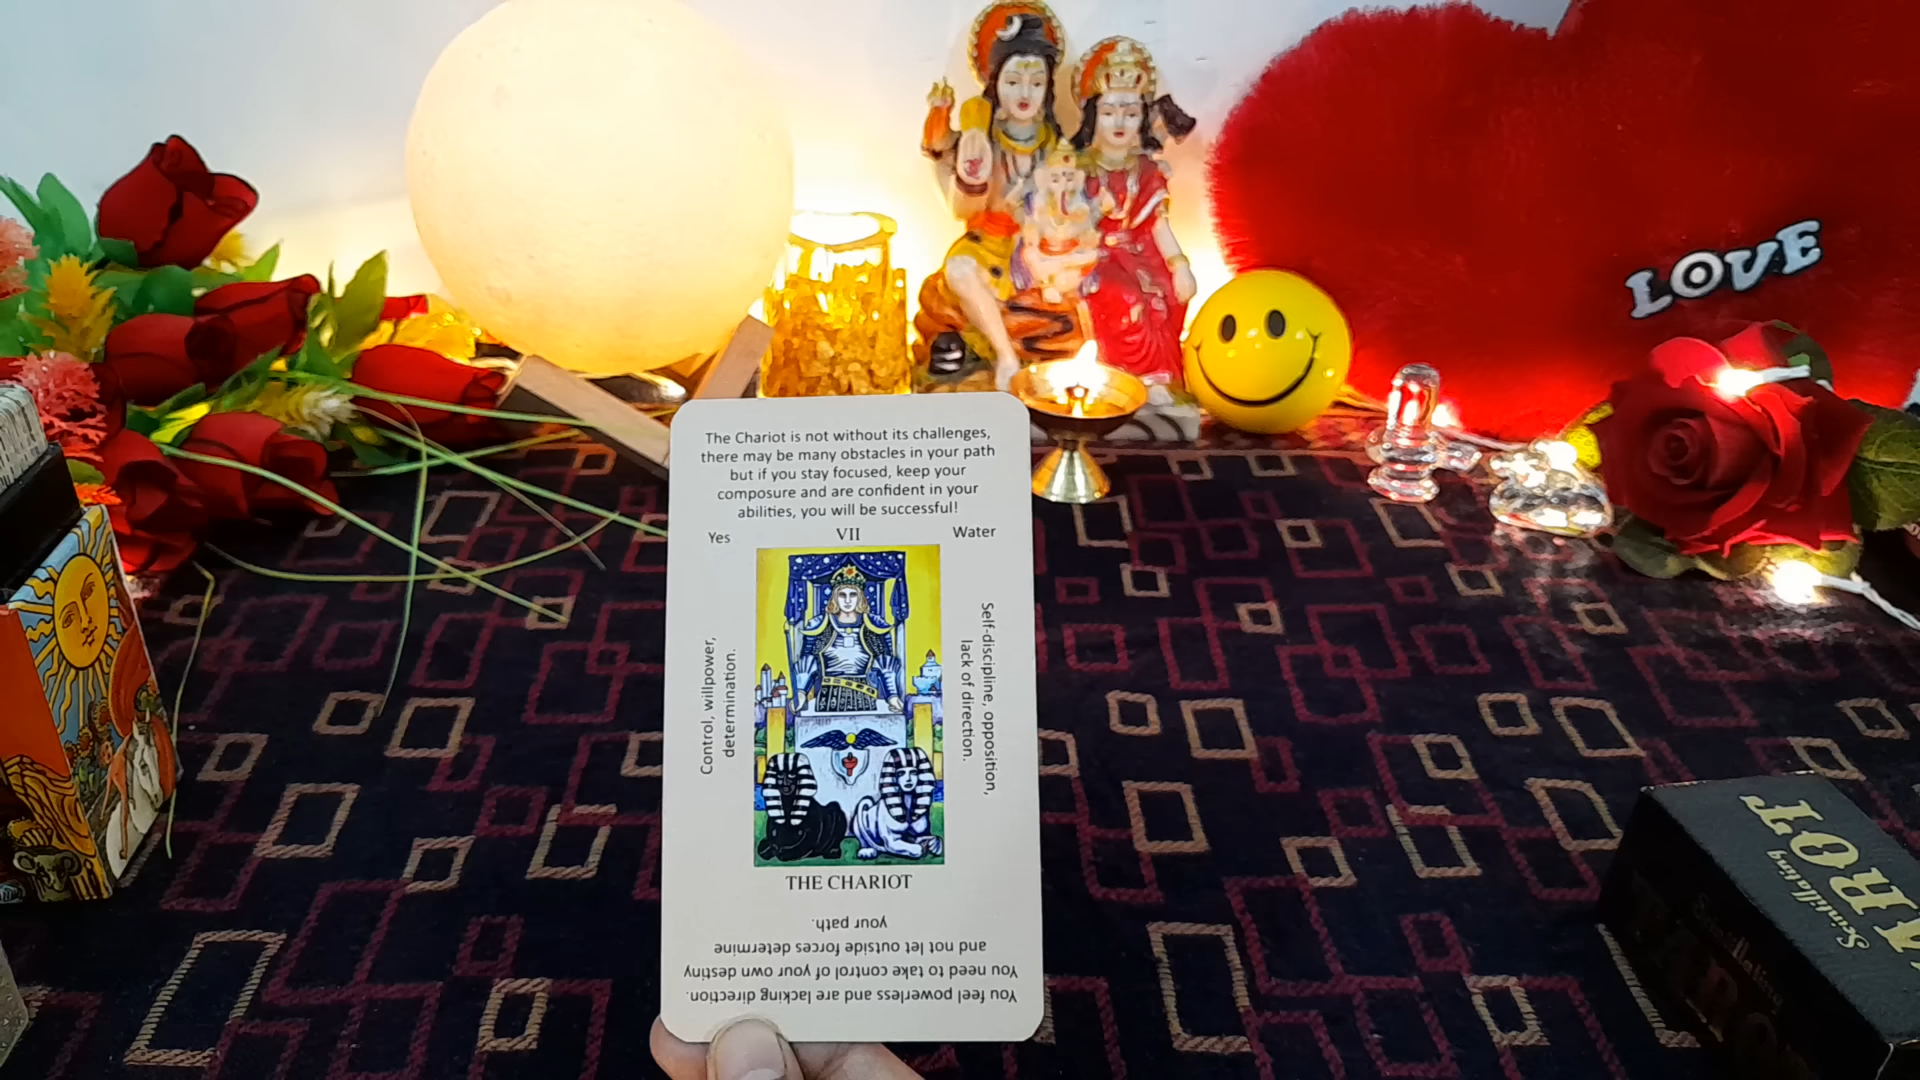 LOVE
The Chariot is not without its challenges,
there may be many obstacles in your path
but if you stay focused, keep your
composure and are confident in your
abilities, you will be successful!
Yes
VII
Water
Control, willpower,
determination.
Self-discipline, opposition,
lack of direction.
THE CHARIOT
You feel powerless and are lacking direction.
You need to take control of your own destiny
and not let outside forces determine
your path.
Scintillating